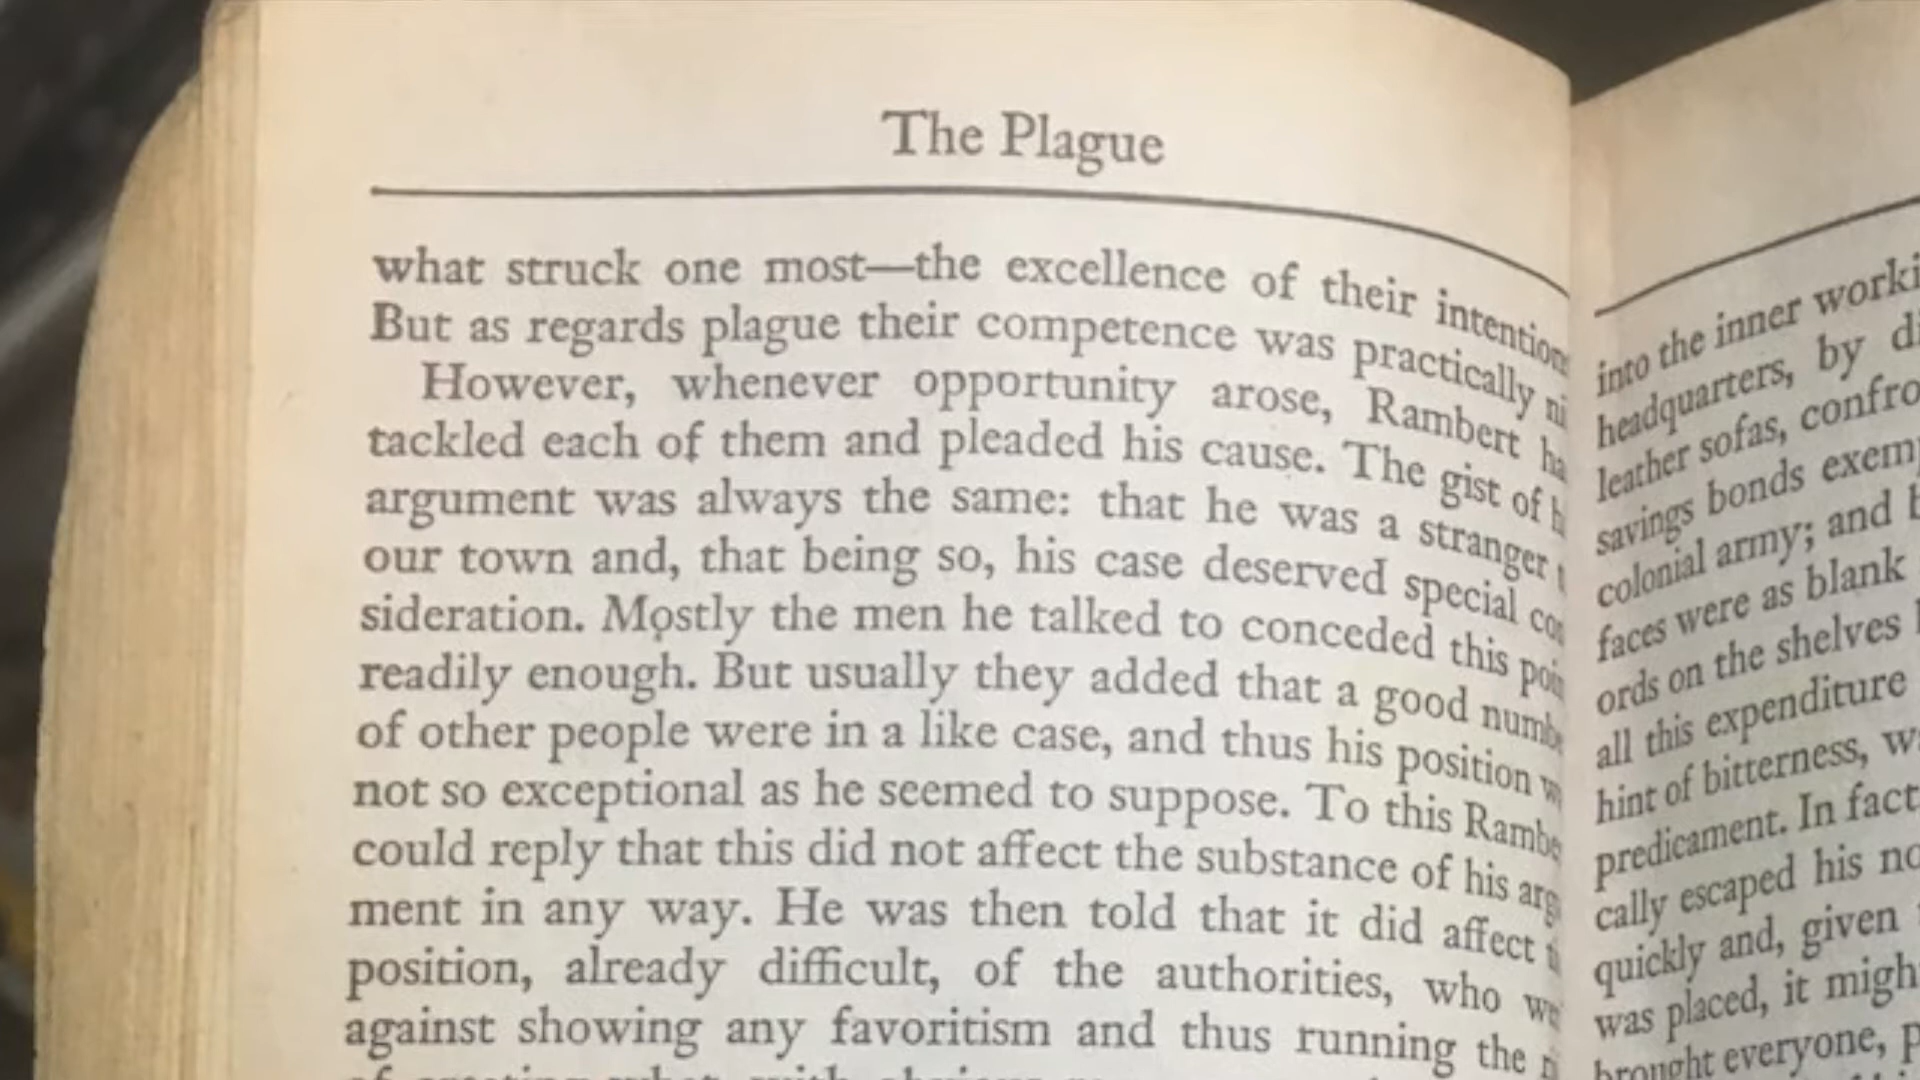 The Plague
what struck one most—the excellence of their
But as regards plague their competence was practically
However, whenever opportunity arose, Rambert
tackled each of them and pleaded his cause. The gist of
argument was always the same: that he was a stranger
our town and, that being so, his case deserved special
sideration. Mostly the men he talked to conceded this
readily enough. But usually they added that a good
of other people were in a like case, and thus his position
not so exceptional as he seemed to suppose. To this
could reply that this did not affect the substance of his
ment in any way. He was then told that it did affect
position, already difficult, of the authorities, who
against showing any favoritism and thus running the
into the inner
headquarters, by
leather sofas,
savings bonds
colonial army; and
faces were as blank
ords on the shelves
all this expenditure
hint of bitterness,
predicament. In fact
cally escaped his
quickly and, given
was placed, it
brought everyone,